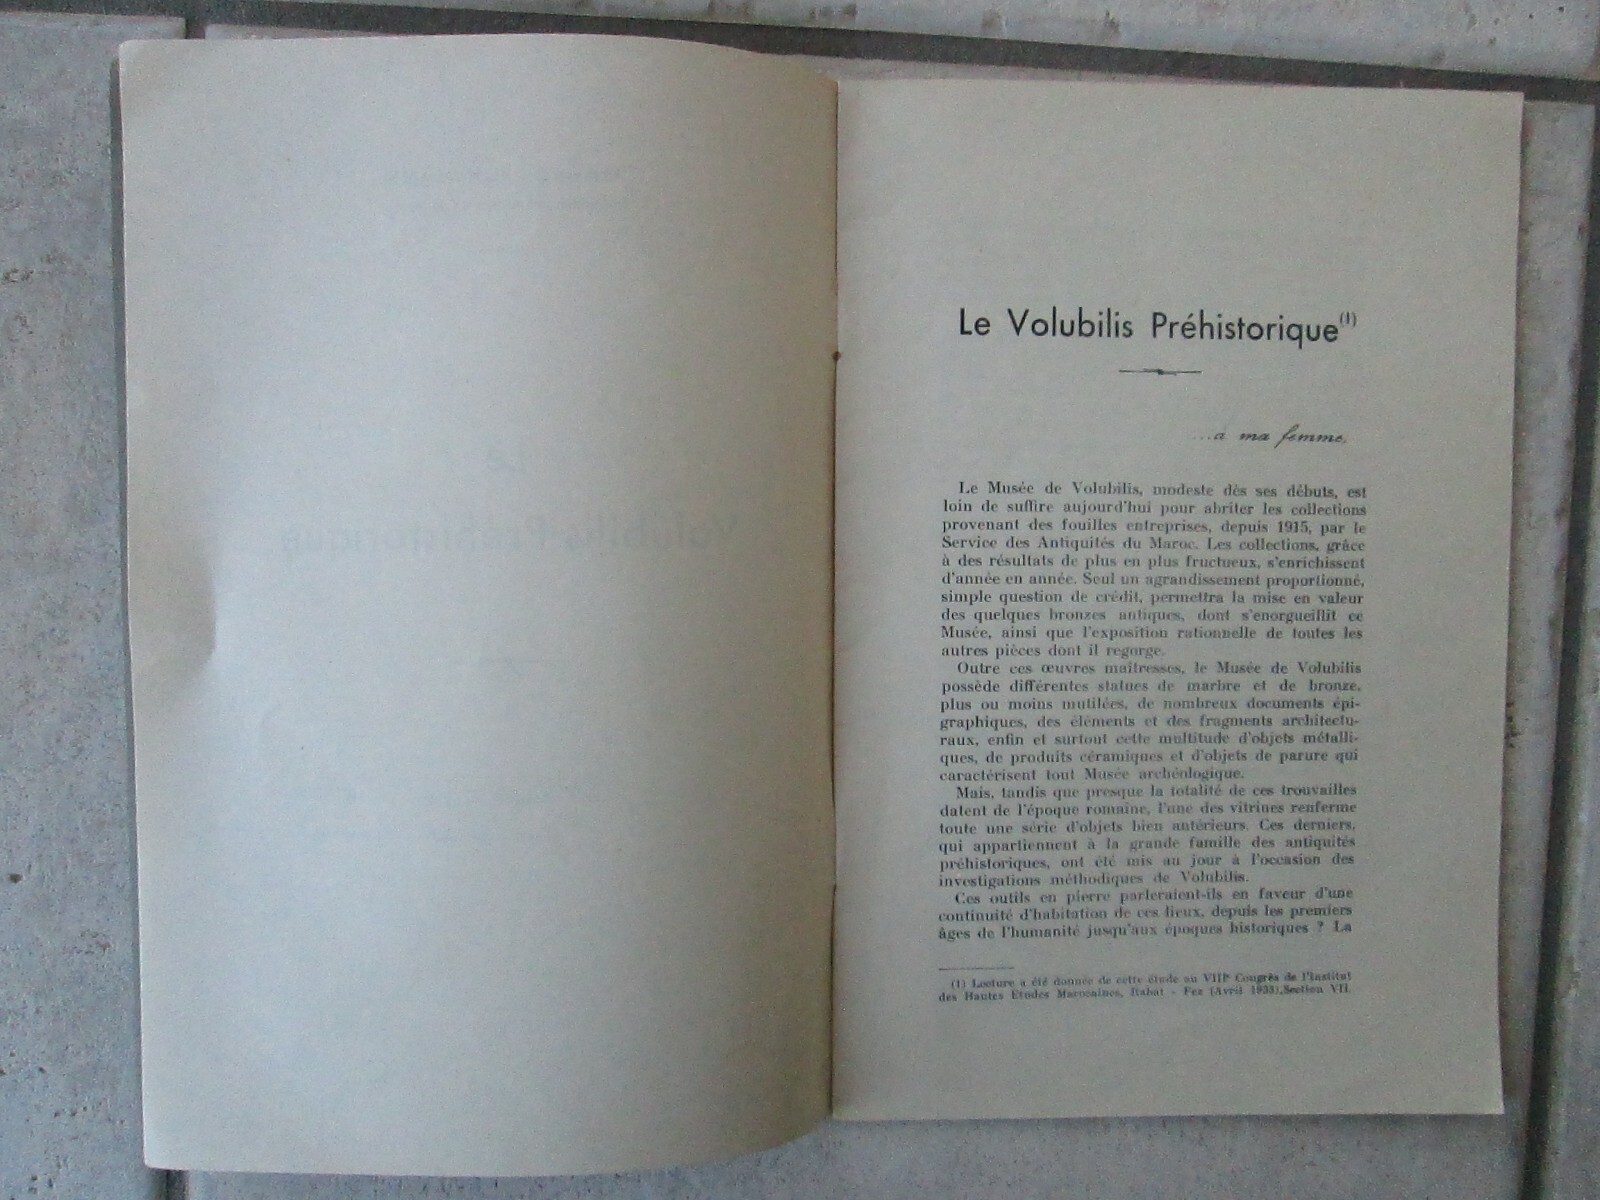 Le Volubilis Préhistorique(1)
...à ma femme,
Le Musée de Volubilis, modeste dès ses débuts, est
loin de suffire aujourd'hui pour abriter les collections
provenant des fouilles entreprises, depuis 1915, par le
Service des Antiquités du Maroc. Les collections, grâce
à des résultats de plus en plus fructueux, s'enrichissent
d'année en année. Seul un agrandissement proportionné,
simple question de crédit, permettra la mise en valeur
des quelques bronzes antiques, dont s'enorgueillit ce
Musée, ainsi que l'exposition rationnelle de toutes les
autres pièces dont il regorge.
Outre ces œuvres maîtresses, le Musée de Volubilis
possède différentes statues de marbre et de bronze,
plus ou moins mutilées, de nombreux documents épi-
graphiques, des éléments et des fragments architectu-
raux, enfin et surtout cette multitude d'objets métalli-
ques, de produits céramiques et d'objets de parure qui
caractérisent tout Musée archéologique.
Mais, tandis que presque la totalité de ces trouvailles
datent de l'époque romaine, l'une des vitrines renferme
toute une série d'objets bien antérieurs. Ces derniers,
qui appartiennent à la grande famille des antiquités
préhistoriques, ont été mis au jour à l'occasion des
investigations méthodiques de Volubilis.
Ces outils en pierre parleraient-ils en faveur d'une
continuité d'habitation de ces lieux, depuis les premiers
âges de l'humanité jusqu'aux époques historiques ? La
(1) Lecture a été donnée de cette étude au VIIIe Congrès de l'Institut
des Hautes Etudes Marocaines, Rabat - Fez (Avril 1933), Section VII.